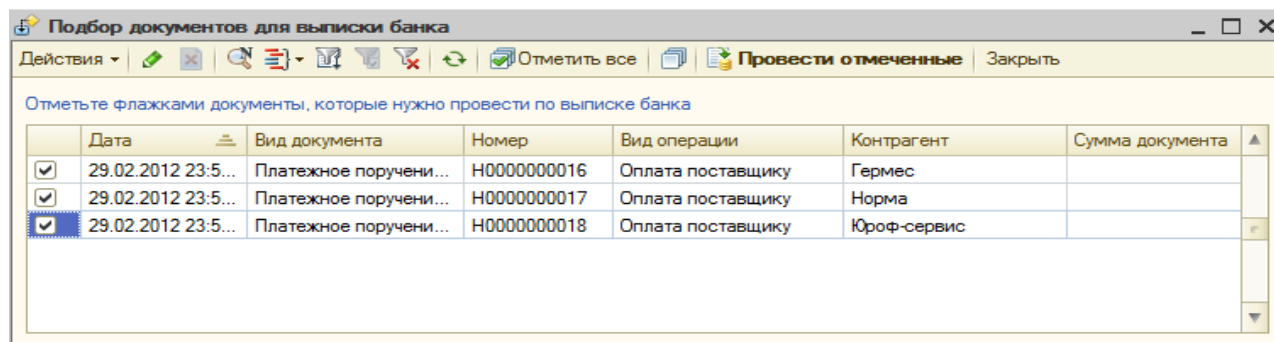 Подбор документов для выписки банка
Действия Отметить все Провести отмеченные Закрыть
Отметьте флажками документы, которые нужно провести по выписке банка
Дата Вид документа Номер Вид операции Контрагент Сумма документа
29.02.2012 23:5... Платежное поручени... Н0000000016 Оплата поставщику Гермес
29.02.2012 23:5... Платежное поручени... Н0000000017 Оплата поставщику Норма
29.02.2012 23:5... Платежное поручени... Н0000000018 Оплата поставщику Юроф-сервис